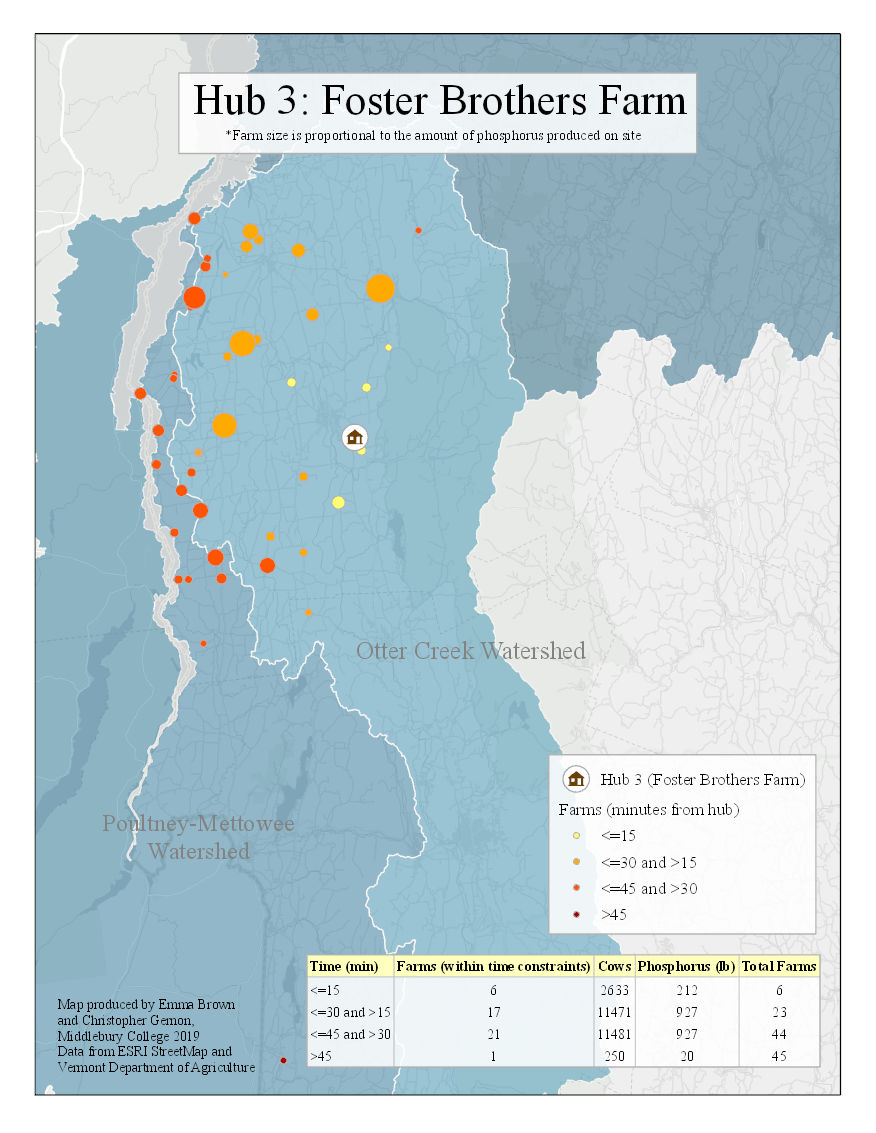 Hub 3: Foster Brothers Farm
*Farm size is proportional to the amount of phosphorus produced on site
Otter Creek Watershed
Poultney-Mettowee
Watershed
Hub 3 (Foster Brothers Farm)
Farms (minutes from hub)
<=15
<=30 and >15
<=45 and >30
>45
Time (min) Farms (within time constraints) Cows Phosphorus (lb) Total Farms
<=15 6 2633 212 6
<=30 and >15 17 11471 927 23
<=45 and >30 21 11481 927 44
>45 1 250 20 45
Map produced by Emma Brown
and Christopher Gernon,
Middlebury College 2019
Data from ESRI StreetMap and
Vermont Department of Agriculture